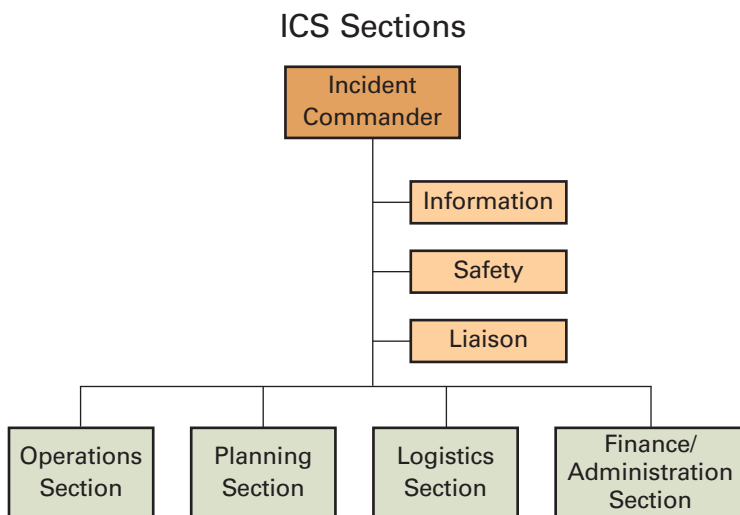 ICS Sections
Incident
Commander
Information
Safety
Liaison
Operations
Section
Planning
Section
Logistics
Section
Finance/
Administration
Section